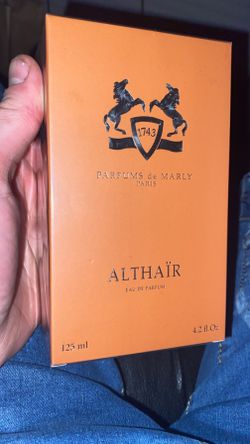 1743
PARFUMS de MARLY
PARIS
ALTHAÏR
EAU DE PARFUM
125 ml
4.2 fl.Oz